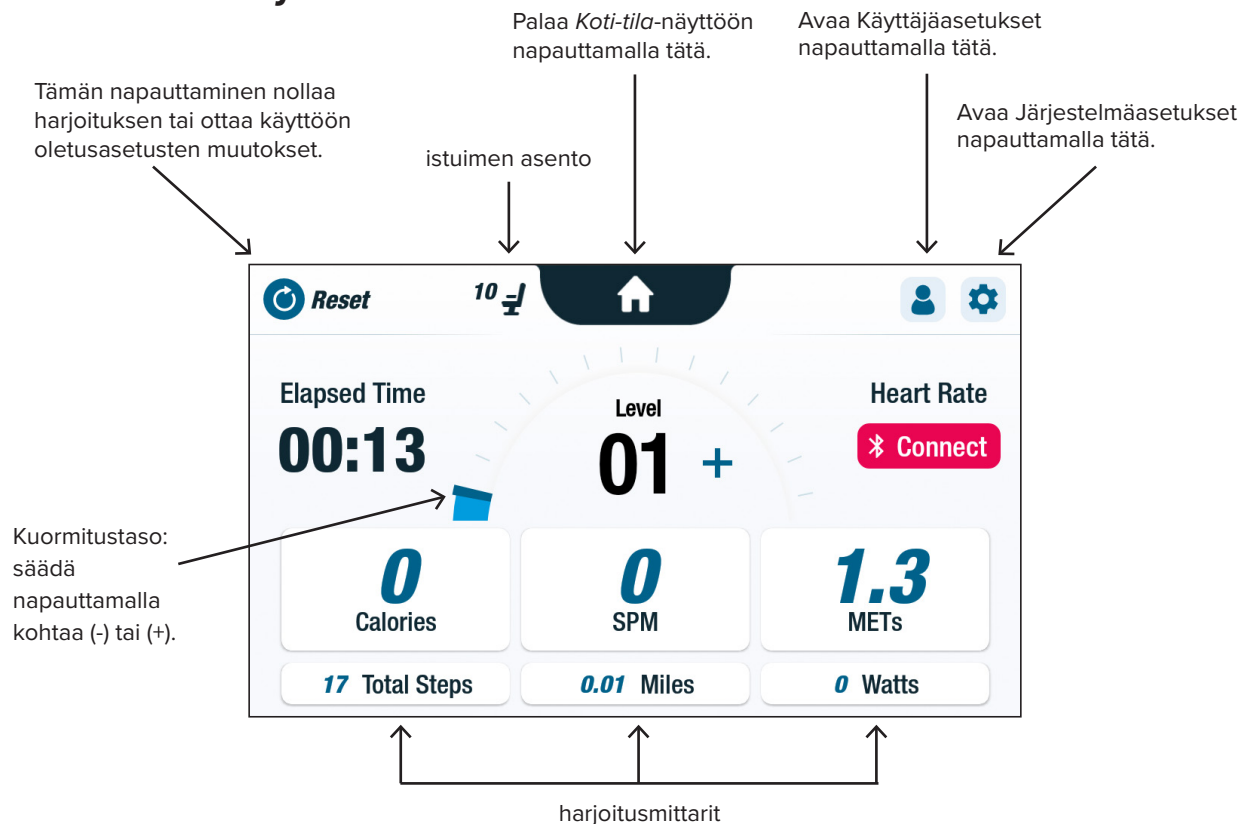 Palaa Koti-tila-näyttöön
napauttamalla tätä.
Avaa Käyttäjäasetukset
napauttamalla tätä.
Tämän napauttaminen nollaa
harjoituksen tai ottaa käyttöön
oletusasetusten muutokset.
istuimen asento
Avaa Järjestelmäasetukset
napauttamalla tätä.
Reset
10
Elapsed Time
00:13
Level
01 +
Heart Rate
Connect
Kuormitustaso:
säädä
napauttamalla
kohtaa (-) tai (+).
0
Calories
0
SPM
1.3
METs
17 Total Steps
0.01 Miles
0 Watts
harjoitusmittarit